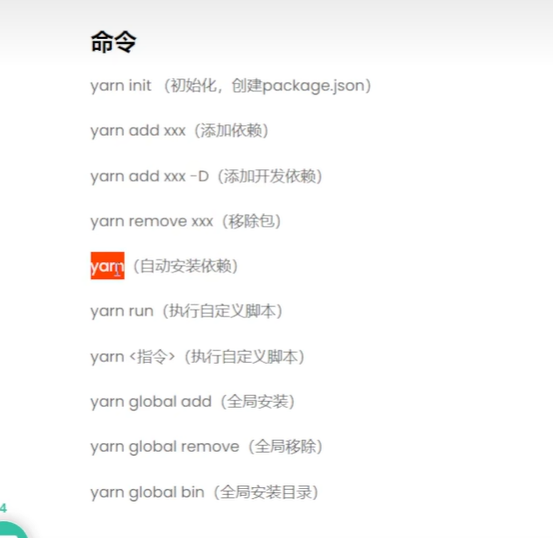 命令
yarn init （初始化，创建package.json）
yarn add xxx（添加依赖）
yarn add xxx -D（添加开发依赖）
yarn remove xxx（移除包）
yarn（自动安装依赖）
yarn run（执行自定义脚本）
yarn <指令>（执行自定义脚本）
yarn global add（全局安装）
yarn global remove（全局移除）
yarn global bin（全局安装目录）
4